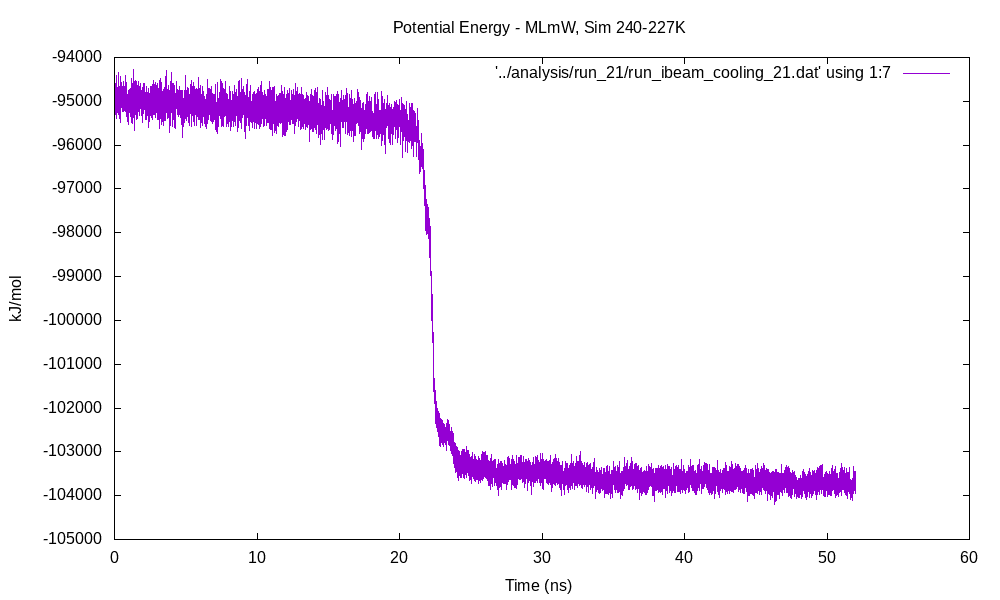 Potential Energy - MLmW, Sim 240-227K
'../analysis/run_21/run_ibeam_cooling_21.dat' using 1:7
-94000
-95000
-96000
-97000
-98000
-99000
-100000
-101000
-102000
-103000
-104000
-105000
kJ/mol
0 10 20 30 40 50 60
Time (ns)